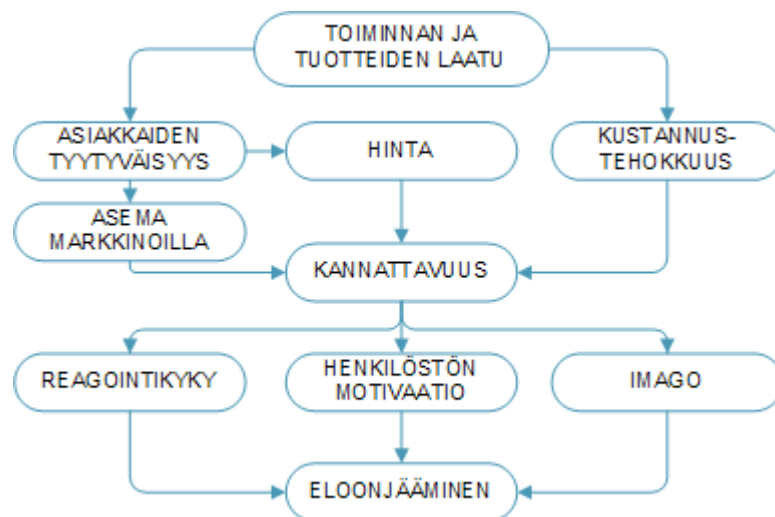 TOIMINNAN JA
TUOTTEIDEN LAATU
ASIAKKAIDEN
TYYTYVÄISYYS
HINTA
KUSTANNUS-
TEHOKKUUS
ASEMA
MARKKINOILLA
KANNATTAVUUS
REAGOINTIKYKY
HENKILÖSTÖN
MOTIVAATIO
IMAGO
ELOONJÄÄMINEN